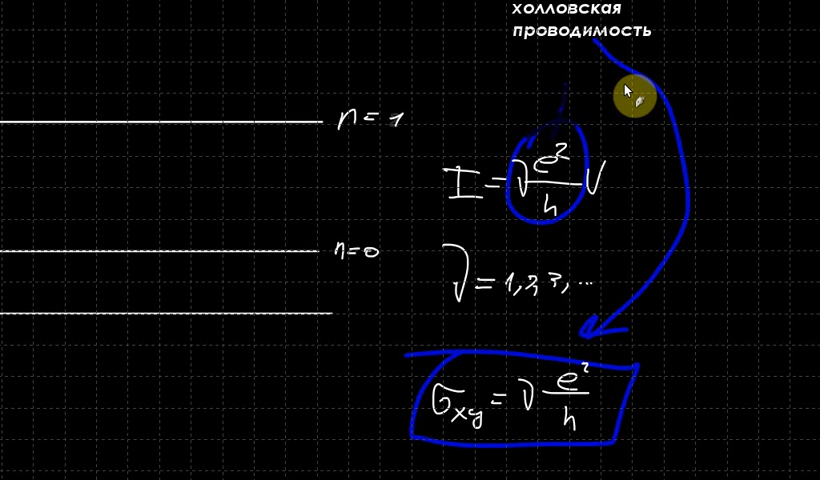 холловская
проводимость
n = 1
I = ν e²/h V
n=0
ν = 1, 2, 3, ...
σxy = ν e²/h